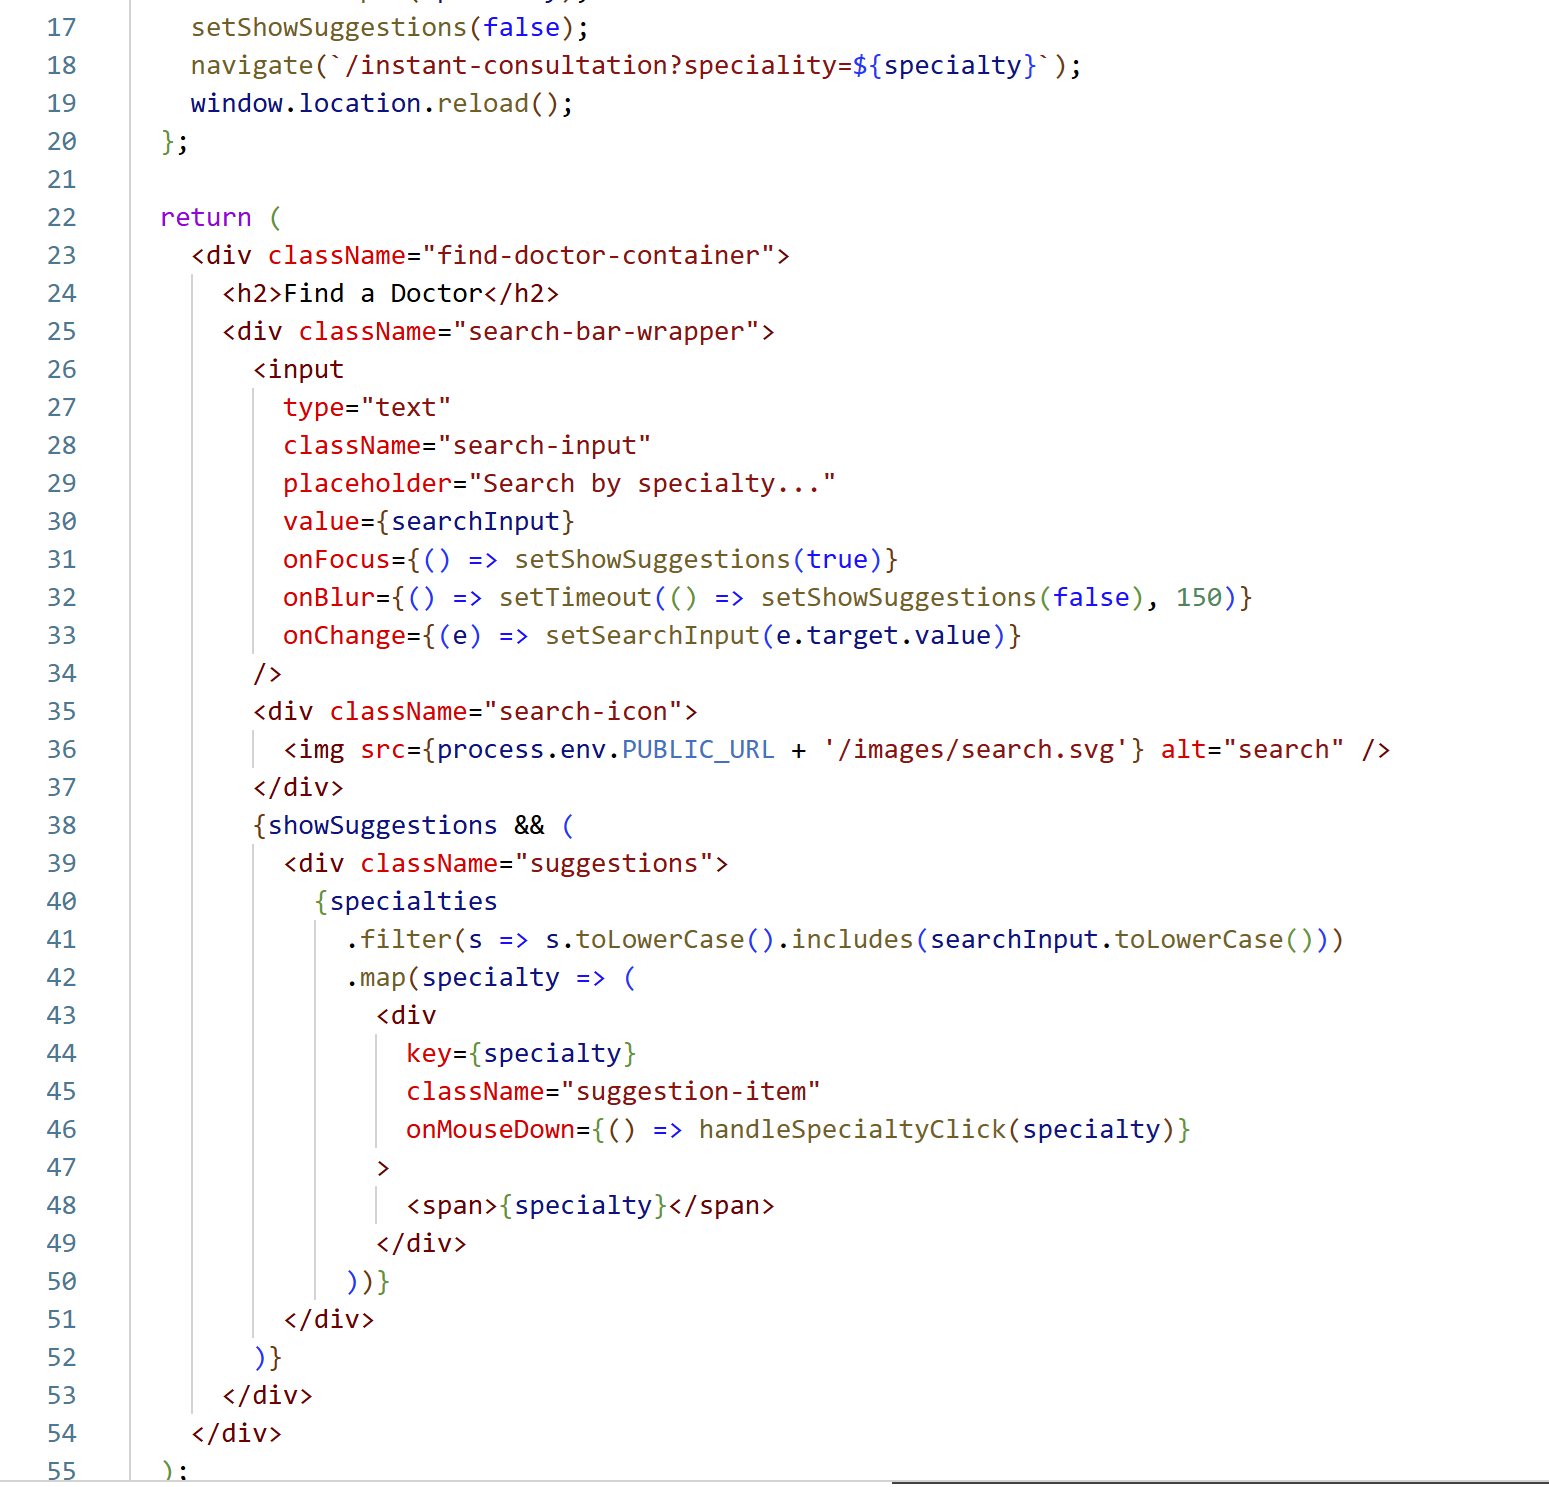 17 setShowSuggestions(false);
18 navigate(`/instant-consultation?speciality=${specialty}`);
19 window.location.reload();
20 };
21
22 return (
23 <div className="find-doctor-container">
24 <h2>Find a Doctor</h2>
25 <div className="search-bar-wrapper">
26 <input
27 type="text"
28 className="search-input"
29 placeholder="Search by specialty..."
30 value={searchInput}
31 onFocus={() => setShowSuggestions(true)}
32 onBlur={() => setTimeout(() => setShowSuggestions(false), 150)}
33 onChange={(e) => setSearchInput(e.target.value)}
34 />
35 <div className="search-icon">
36 <img src={process.env.PUBLIC_URL + '/images/search.svg'} alt="search" />
37 </div>
38 {showSuggestions && (
39 <div className="suggestions">
40 {specialties
41 .filter(s => s.toLowerCase().includes(searchInput.toLowerCase()))
42 .map(specialty => (
43 <div
44 key={specialty}
45 className="suggestion-item"
46 onMouseDown={() => handleSpecialtyClick(specialty)}
47 >
48 <span>{specialty}</span>
49 </div>
50 ))}
51 </div>
52 )}
53 </div>
54 </div>
55 );